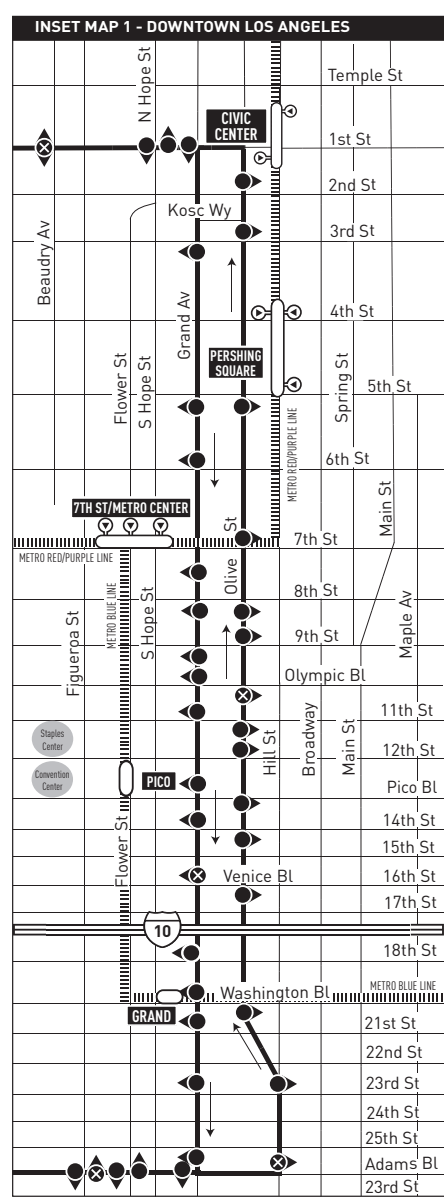 INSET MAP 1 - DOWNTOWN LOS ANGELES
N Hope St
Temple St
CIVIC
CENTER
1st St
2nd St
Kosc Wy
3rd St
Beaudry Av
Grand Av
4th St
PERSHING
SQUARE
Flower St
S Hope St
Spring St
5th St
METRO RED/PURPLE LINE
6th St
Main St
7TH ST/METRO CENTER
Olive St
7th St
METRO RED/PURPLE LINE
METRO BLUE LINE
S Hope St
8th St
Maple Av
Figueroa St
9th St
Olympic Bl
11th St
Staples
Center
Hill St
Broadway
Main St
12th St
Convention
Center
PICO
Pico Bl
14th St
Flower St
15th St
Venice Bl
16th St
17th St
10
18th St
METRO BLUE LINE
Washington Bl
GRAND
21st St
22nd St
23rd St
24th St
25th St
Adams Bl
23rd St